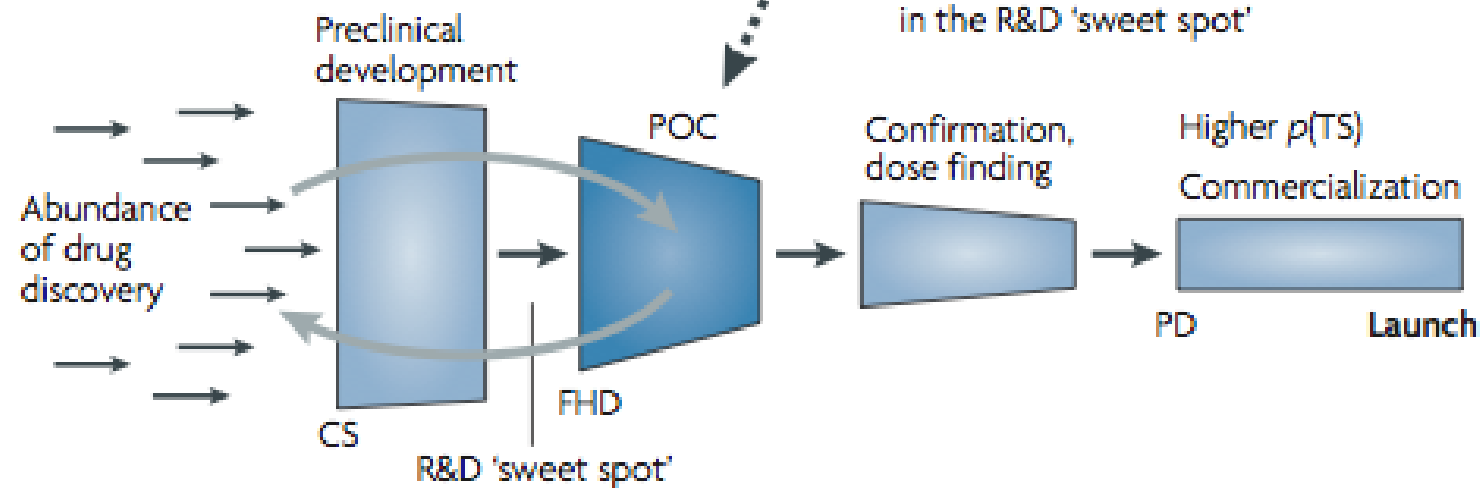 in the R&D ‘sweet spot’
Preclinical
development
POC
Confirmation,
dose finding
Higher p(TS)
Commercialization
Abundance
of drug
discovery
PD
Launch
FHD
CS
R&D ‘sweet spot’